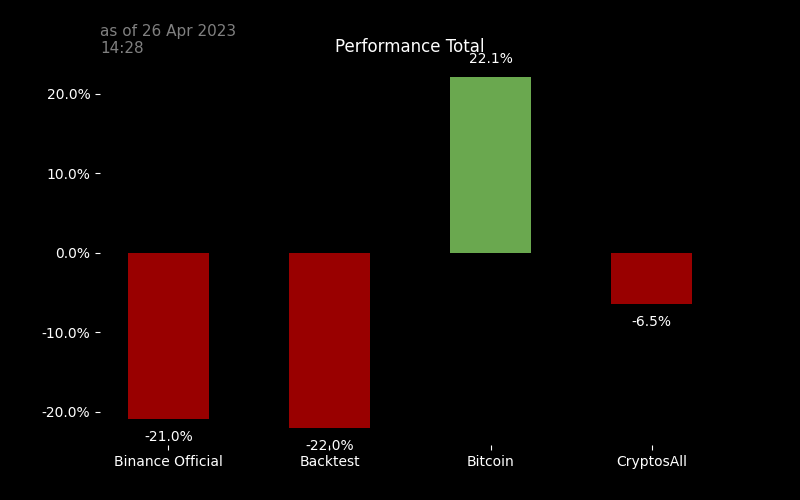 as of 26 Apr 2023
14:28
Performance Total
22.1%
20.0%
10.0%
0.0%
-10.0%
-20.0%
-6.5%
-21.0%
-22.0%
Binance Official
Backtest
Bitcoin
CryptosAll